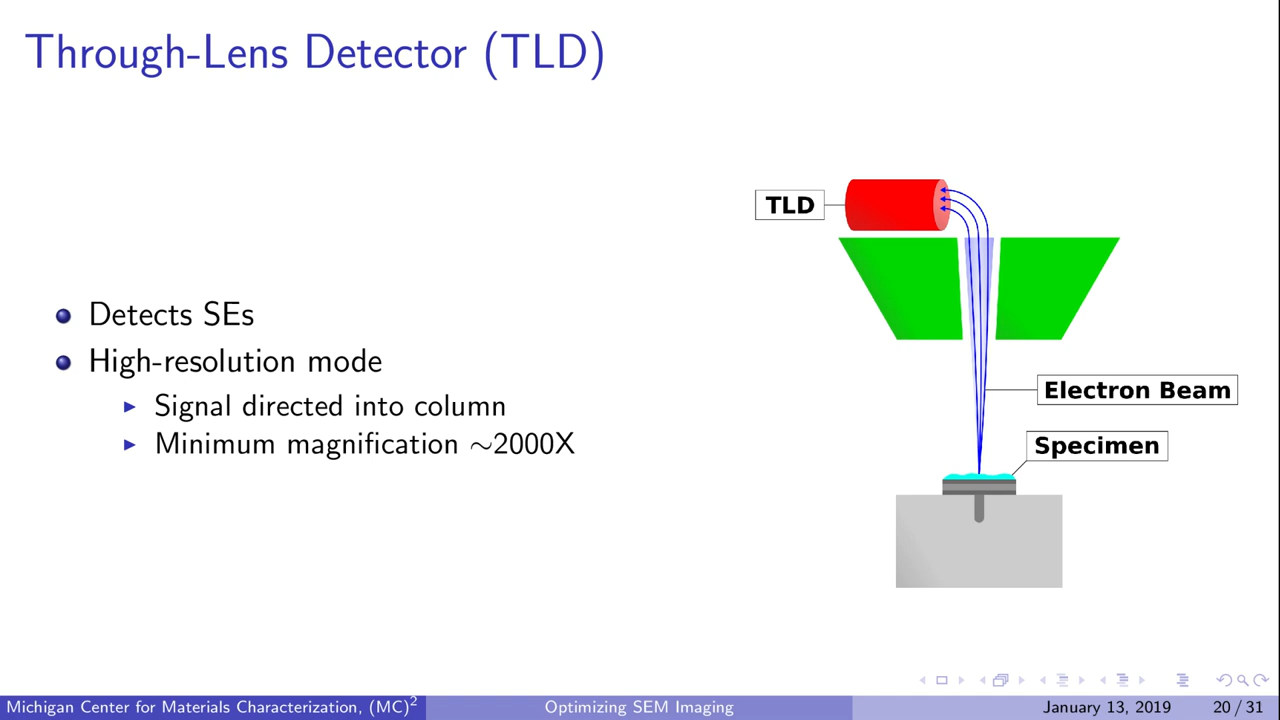 Through-Lens Detector (TLD)
TLD
Detects SEs
High-resolution mode
Signal directed into column
Minimum magnification ∼2000X
Electron Beam
Specimen
Michigan Center for Materials Characterization, (MC)²
Optimizing SEM Imaging
January 13, 2019
20 / 31